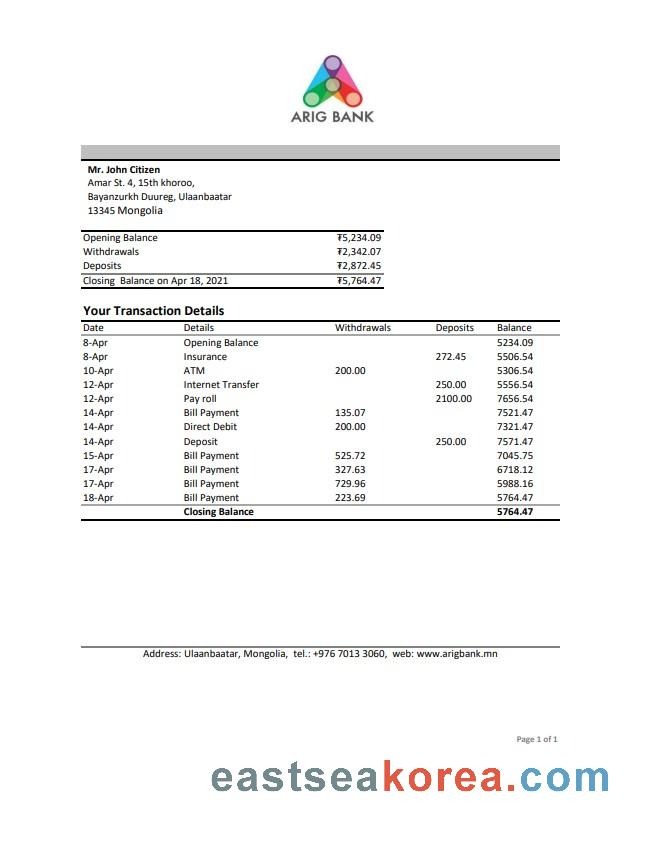 ARIG BANK
Mr. John Citizen
Amar St. 4, 15th khoroo,
Bayanzurkh Duureg, Ulaanbaatar
13345 Mongolia
Opening Balance ₮5,234.09
Withdrawals ₮2,342.07
Deposits ₮2,872.45
Closing Balance on Apr 18, 2021 ₮5,764.47
Your Transaction Details
Date Details Withdrawals Deposits Balance
8-Apr Opening Balance 5234.09
8-Apr Insurance 272.45 5506.54
10-Apr ATM 200.00 5306.54
12-Apr Internet Transfer 250.00 5556.54
12-Apr Pay roll 2100.00 7656.54
14-Apr Bill Payment 135.07 7521.47
14-Apr Direct Debit 200.00 7321.47
14-Apr Deposit 250.00 7571.47
15-Apr Bill Payment 525.72 7045.75
17-Apr Bill Payment 327.63 6718.12
17-Apr Bill Payment 729.96 5988.16
18-Apr Bill Payment 223.69 5764.47
Closing Balance 5764.47
Address: Ulaanbaatar, Mongolia, tel.: +976 7013 3060, web: www.arigbank.mn
Page 1 of 1
eastseakorea.com